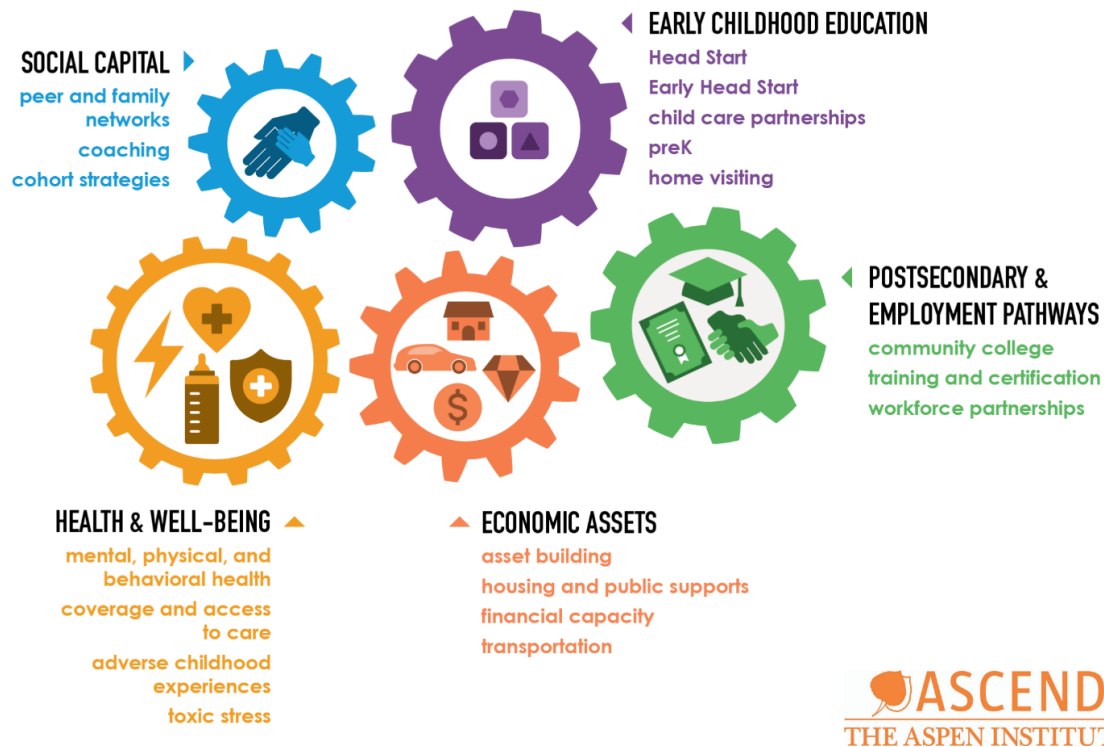 SOCIAL CAPITAL
peer and family
networks
coaching
cohort strategies
EARLY CHILDHOOD EDUCATION
Head Start
Early Head Start
child care partnerships
preK
home visiting
POSTSECONDARY &
EMPLOYMENT PATHWAYS
community college
training and certification
workforce partnerships
$
HEALTH & WELL-BEING
mental, physical, and
behavioral health
coverage and access
to care
adverse childhood
experiences
toxic stress
ECONOMIC ASSETS
asset building
housing and public supports
financial capacity
transportation
ASCEND
THE ASPEN INSTITUT